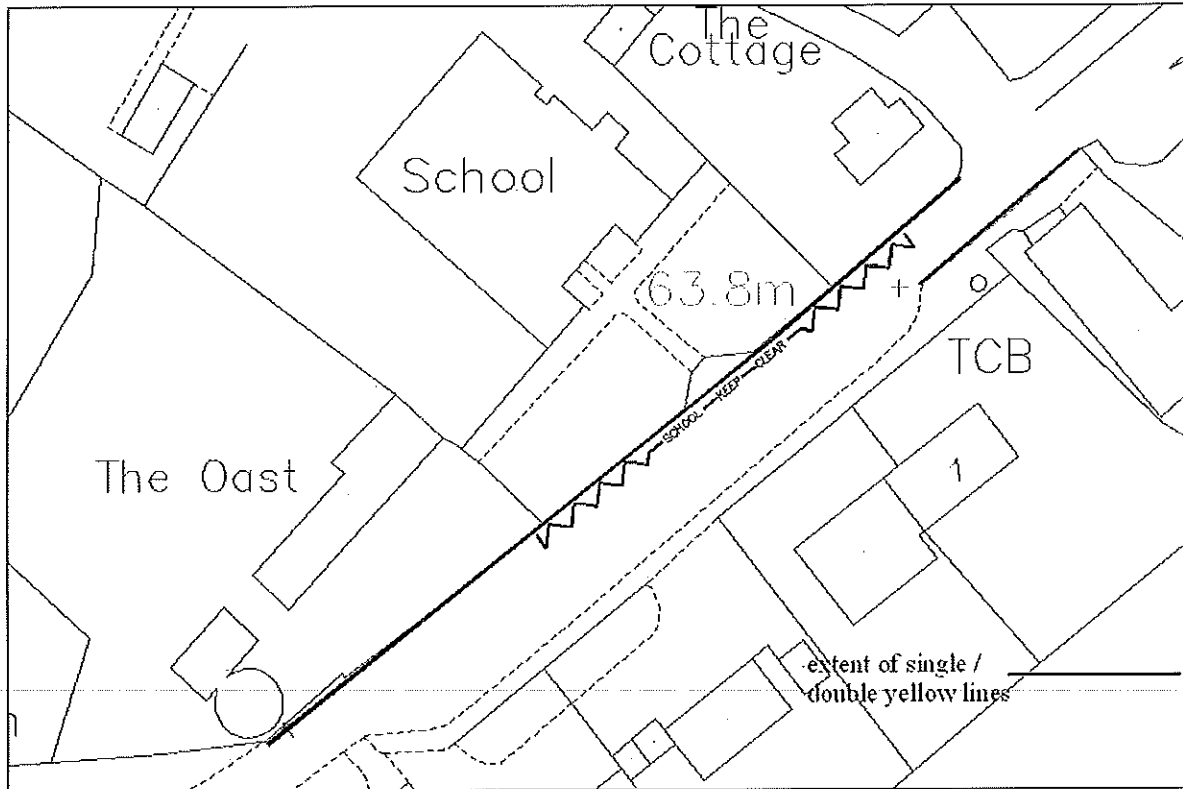 The
Cottage
School
63.8m
TCB
SCHOOL KEEP CLEAR
The Oast
1
extent of single /
double yellow lines